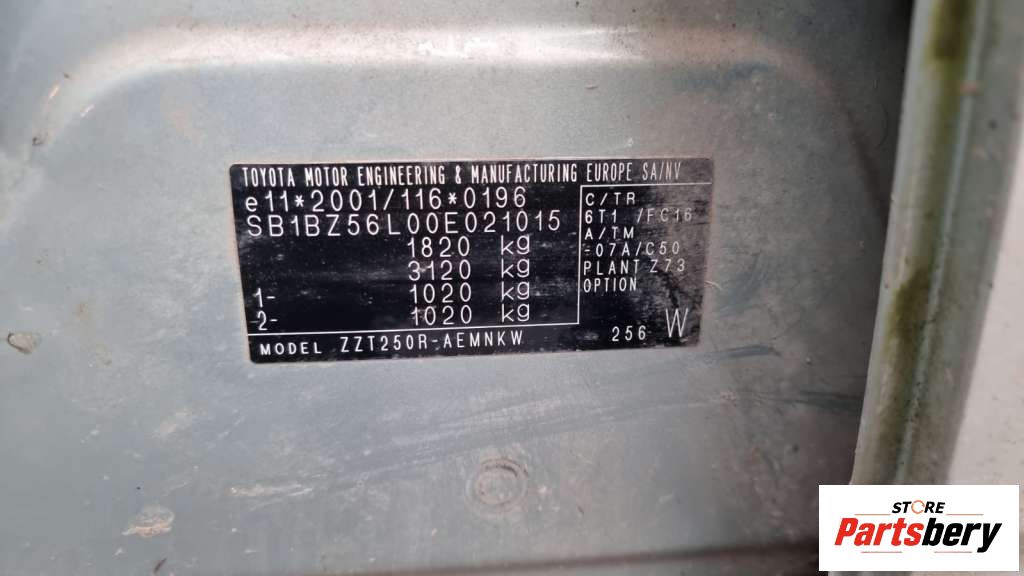 TOYOTA MOTOR ENGINEERING & MANUFACTURING EUROPE SA/NV
e11*2001/116*0196
SB1BZ56L00E021015
1820 kg
3120 kg
1- 1020 kg
2- 1020 kg
MODEL ZZT250R-AEMNKW
C/TR
6T1 /FC16
A/TM
-07A/C50
PLANT ZZ3
OPTION
256 W
STORE
Partsbery